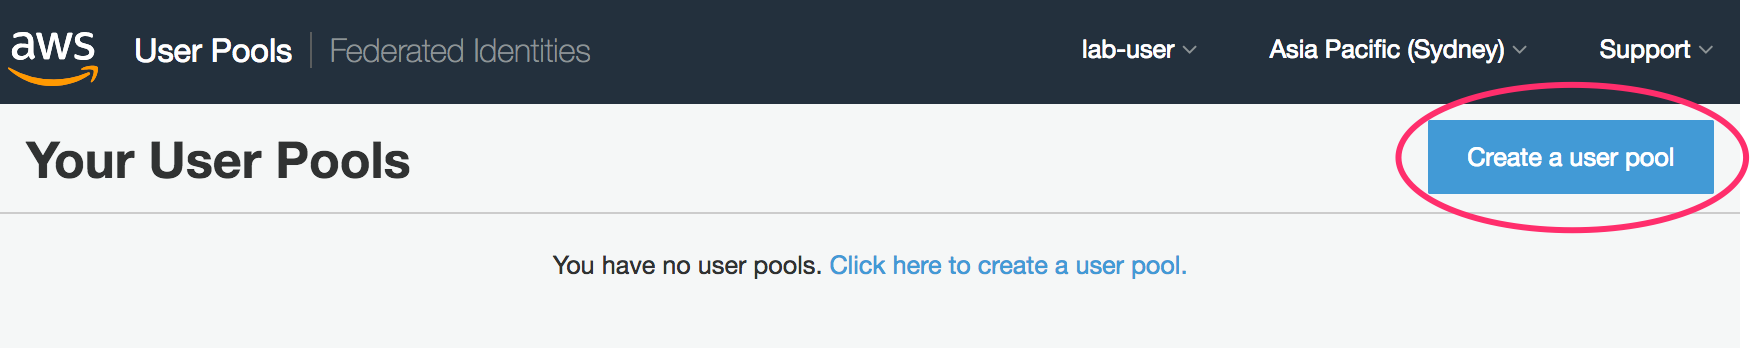 aws User Pools Federated Identities lab-user Asia Pacific (Sydney) Support
Your User Pools Create a user pool
You have no user pools. Click here to create a user pool.